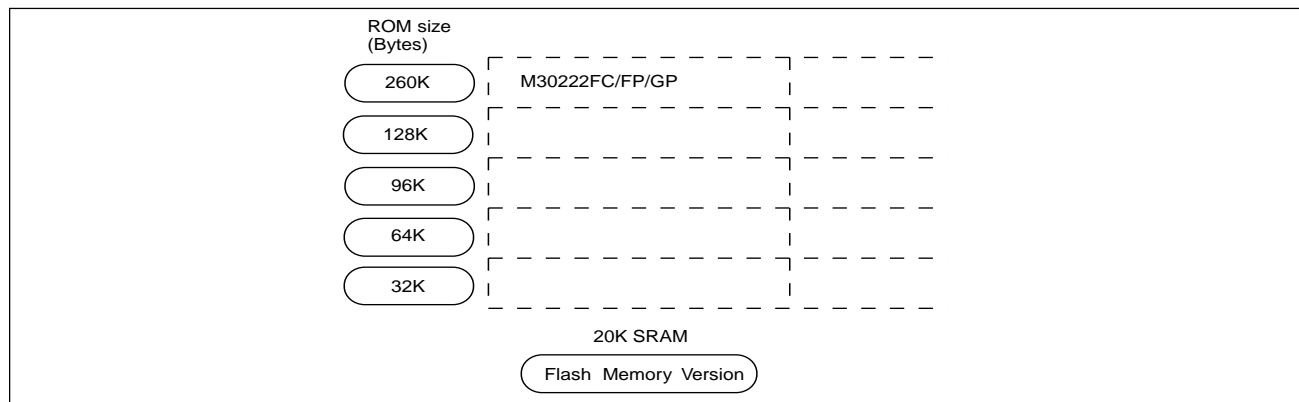 ROM size
(Bytes)
260K
M30222FC/FP/GP
128K
96K
64K
32K
20K SRAM
Flash Memory Version